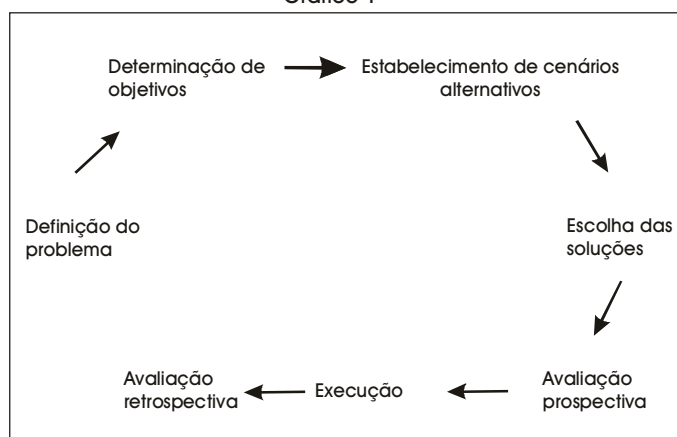 Determinação de
objetivos
Estabelecimento de cenários
alternativos
Definição do
problema
Escolha das
soluções
Avaliação
retrospectiva
Execução
Avaliação
prospectiva